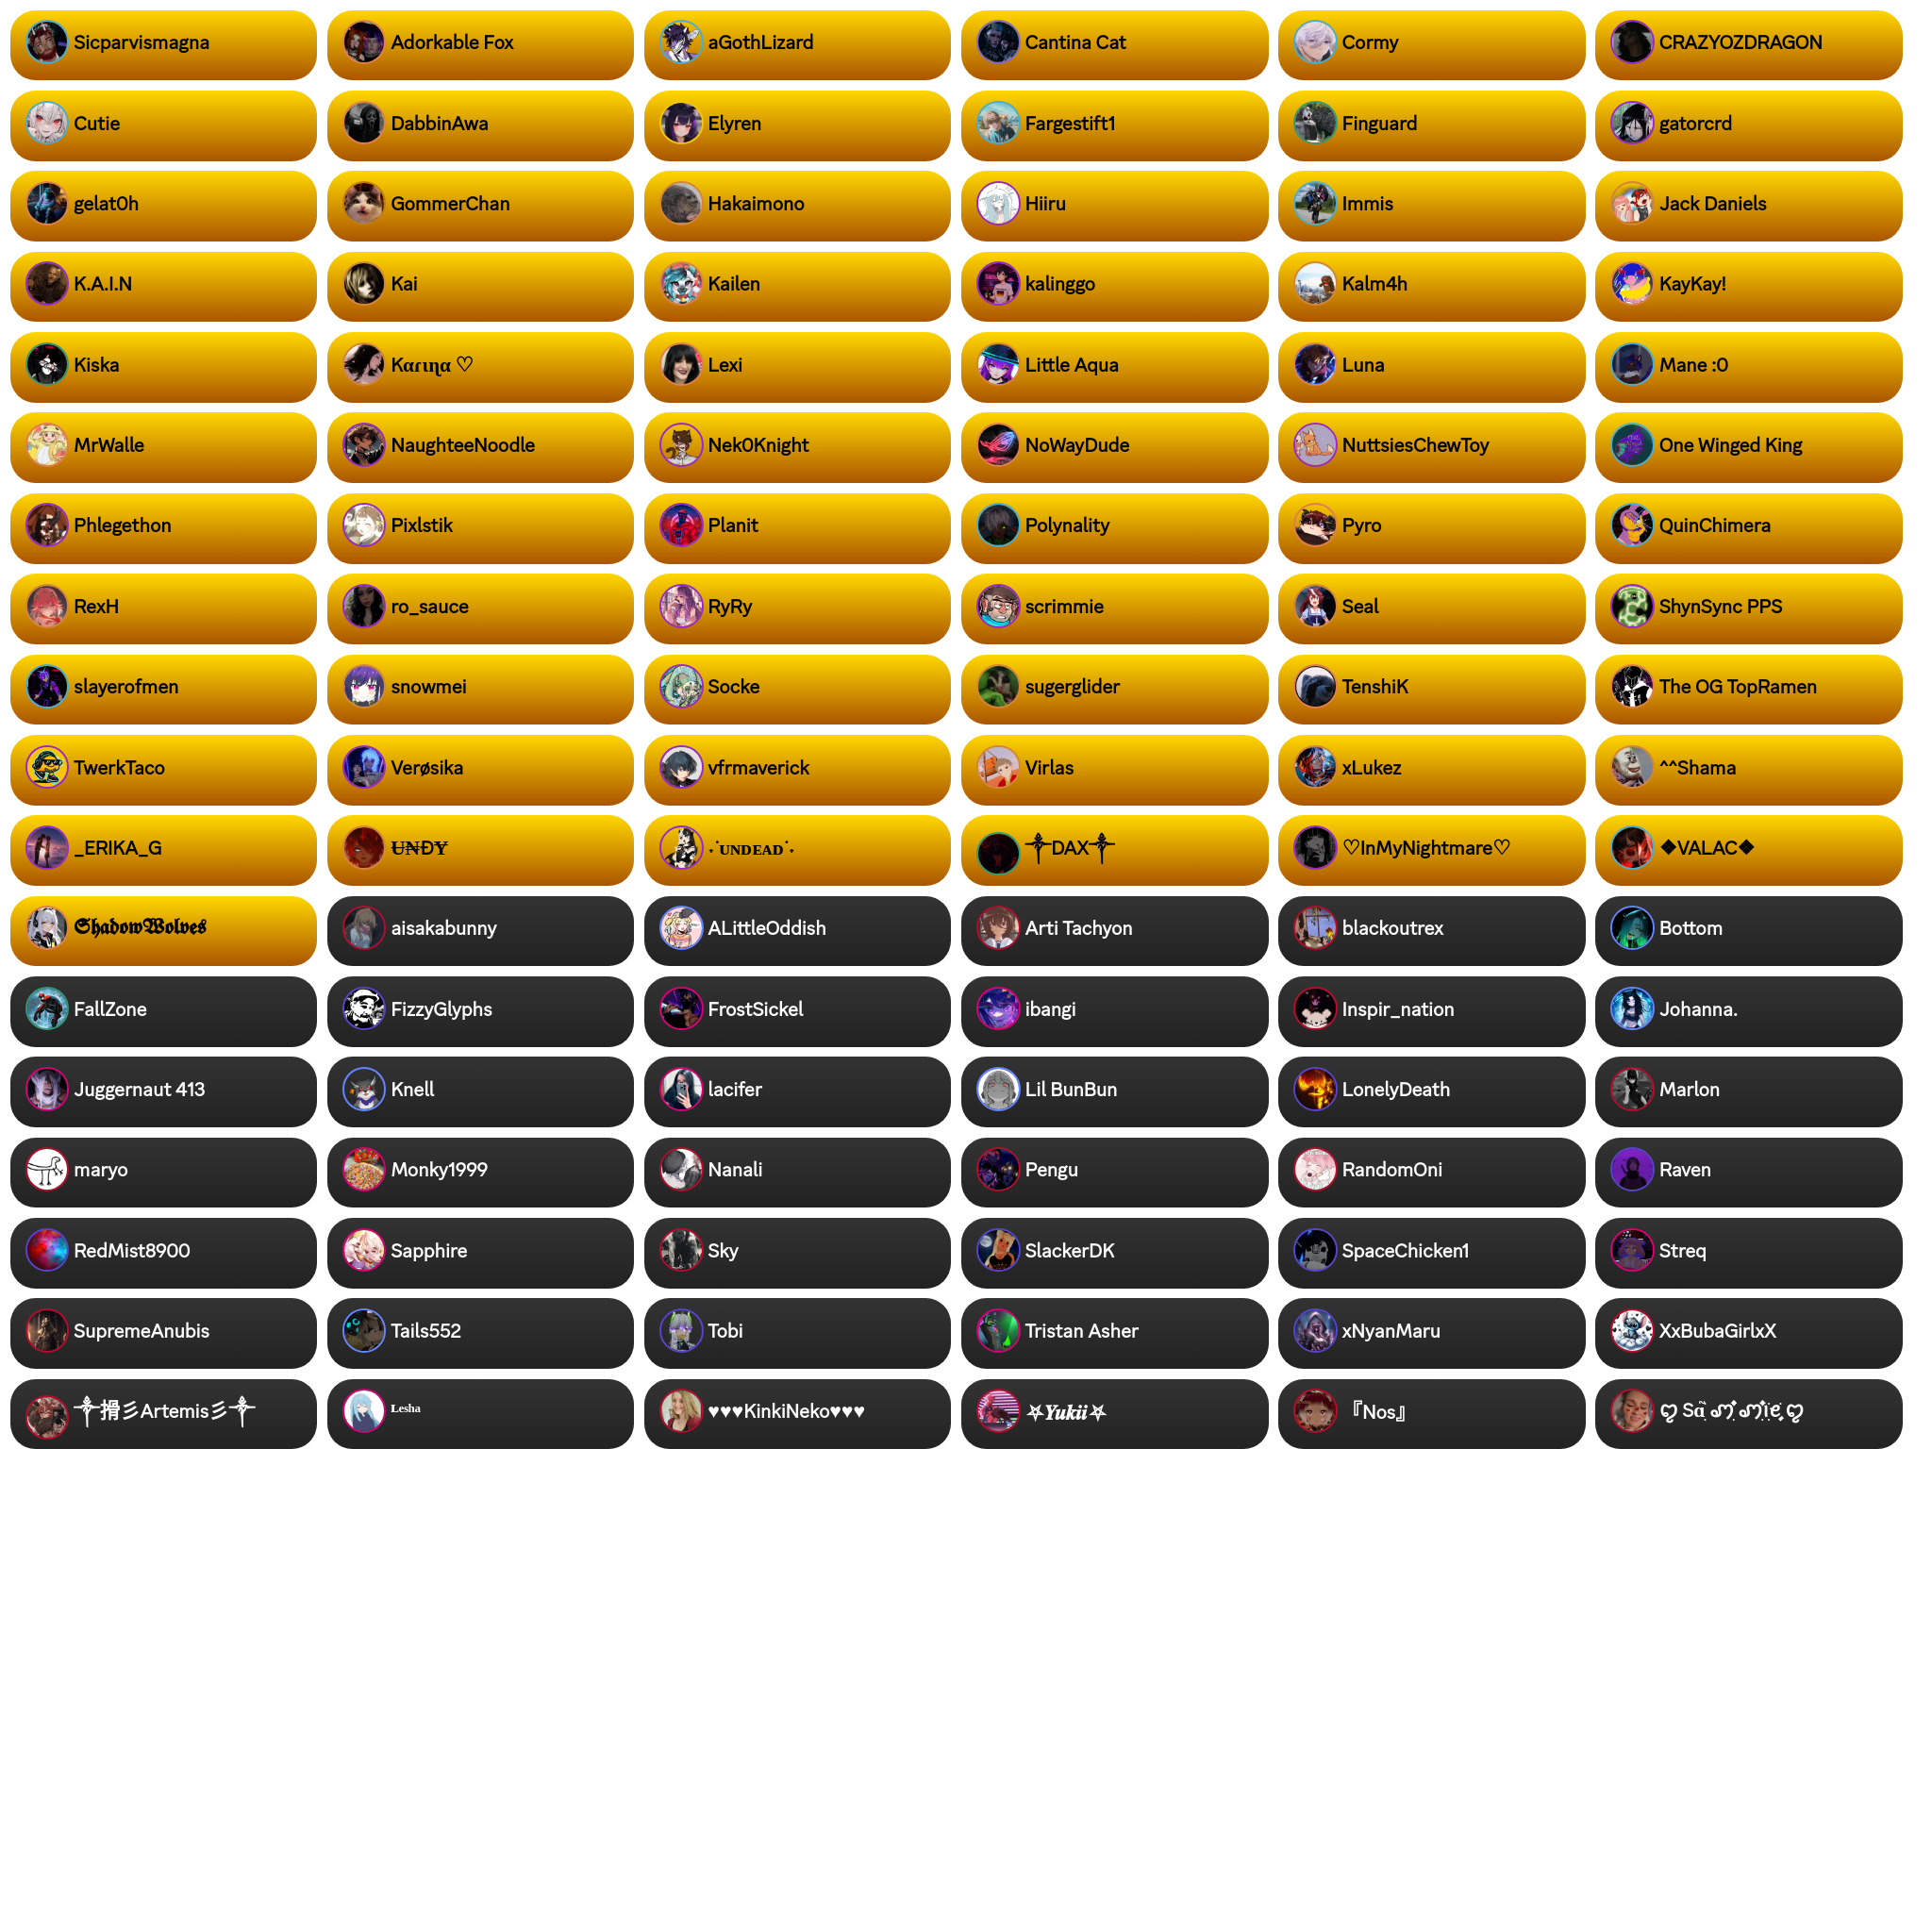 Sicparvismagna
Adorkable Fox
aGothLizard
Cantina Cat
Cormy
CRAZYOZDRAGON
Cutie
DabbinAwa
Elyren
Fargestift1
Finguard
gatorcrd
gelat0h
GommerChan
Hakaimono
Hiiru
Immis
Jack Daniels
K.A.I.N
Kai
Kailen
kalinggo
Kalm4h
KayKay!
Kiska
Kαɾιɳα ♡
Lexi
Little Aqua
Luna
Mane :0
MrWalle
NaughteeNoodle
Nek0Knight
NoWayDude
NuttsiesChewToy
One Winged King
Phlegethon
Pixlstik
Planit
Polynality
Pyro
QuinChimera
RexH
ro_sauce
RyRy
scrimmie
Seal
ShynSync PPS
slayerofmen
snowmei
Socke
sugerglider
TenshiK
The OG TopRamen
TwerkTaco
Verøsika
vfrmaverick
Virlas
xLukez
^^Shama
_ERIKA_G
U̶N̶ĐɎ
˖˙ᴜɴᴅᴇᴀᴅ˙˖
༒DAX༒
♡InMyNightmare♡
❖VALAC❖
𝕾𝖍𝖆𝖉𝖔𝖜𝖂𝖔𝖑𝖛𝖊𝖘
aisakabunny
ALittleOddish
Arti Tachyon
blackoutrex
Bottom
FallZone
FizzyGlyphs
FrostSickel
ibangi
Inspir_nation
Johanna.
Juggernaut 413
Knell
lacifer
Lil BunBun
LonelyDeath
Marlon
maryo
Monky1999
Nanali
Pengu
RandomOni
Raven
RedMist8900
Sapphire
Sky
SlackerDK
SpaceChicken1
Streq
SupremeAnubis
Tails552
Tobi
Tristan Asher
xNyanMaru
XxBubaGirlxX
༒搰彡Artemis彡༒
ᴸᵉˢʰᵃ
♥♥♥KinkiNeko♥♥♥
⛧𝒀𝒖𝒌𝒊𝒊⛧
『Nos』